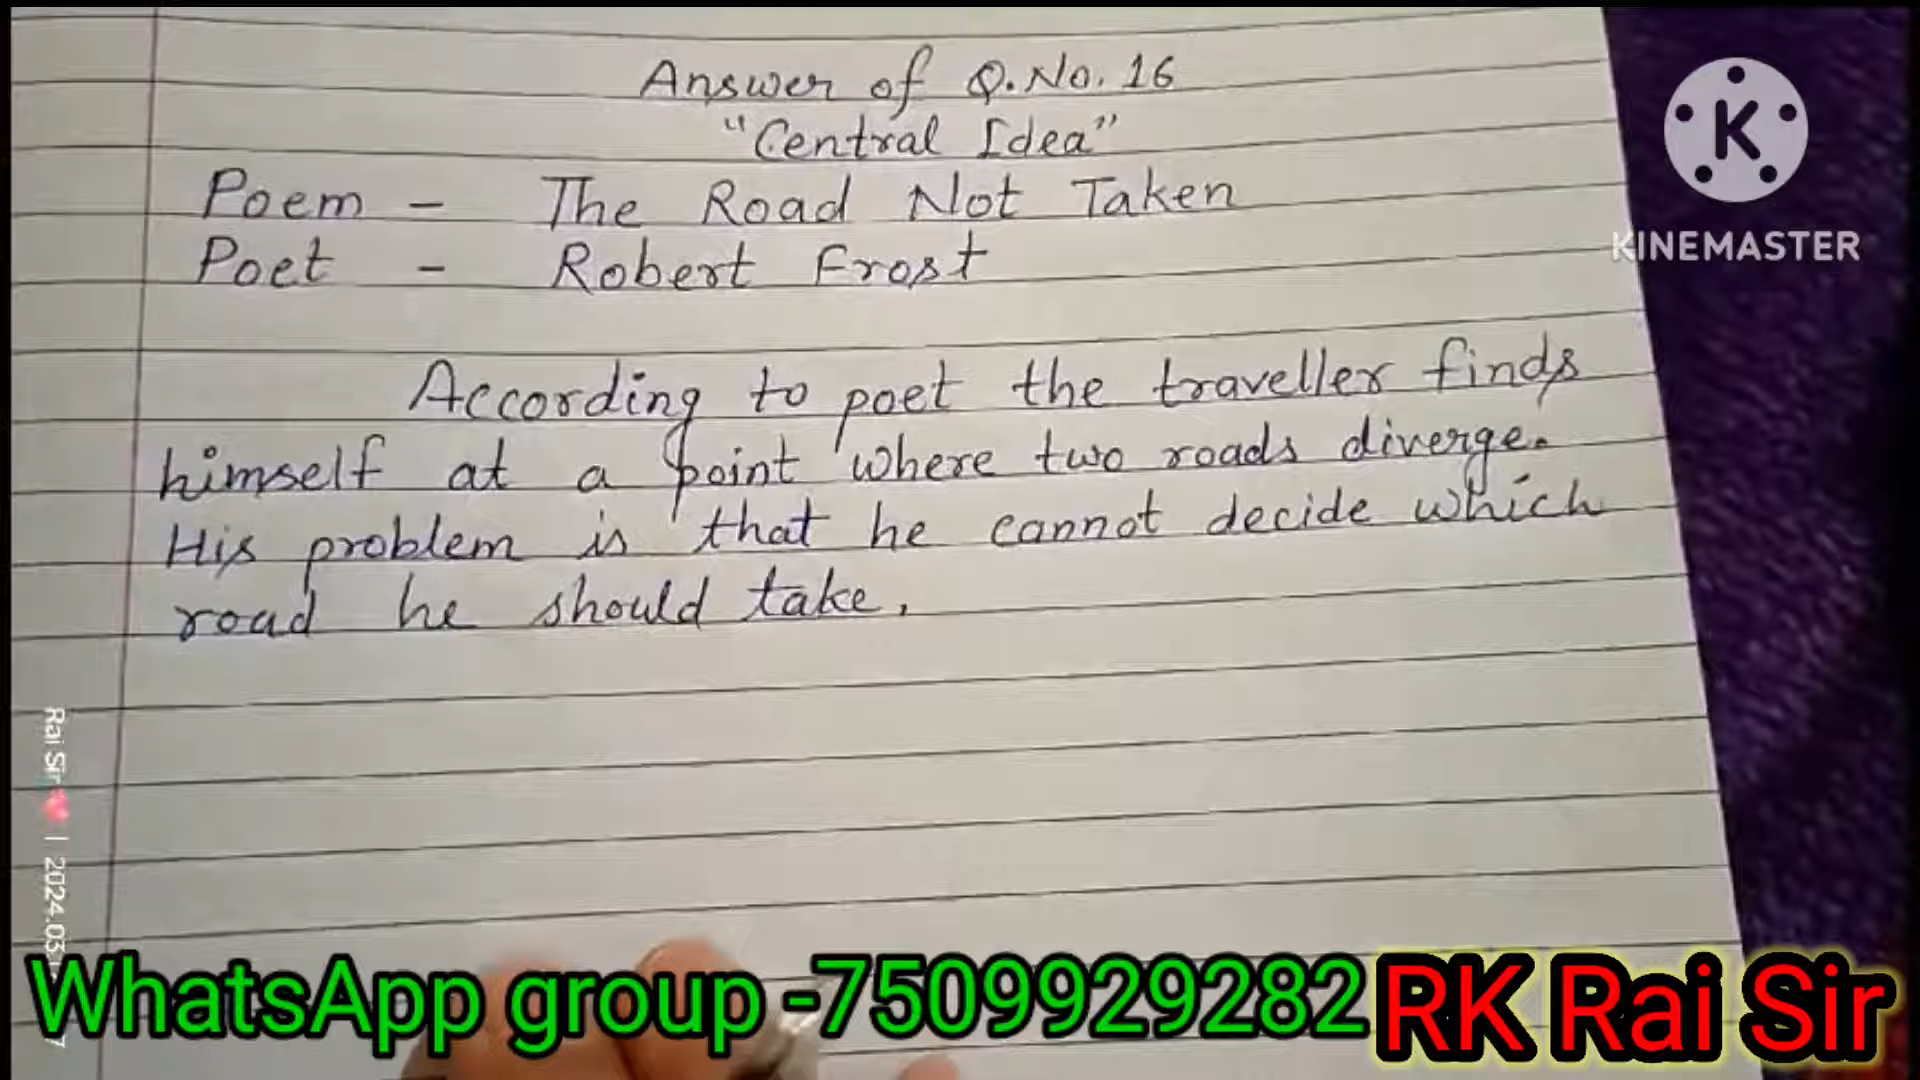 Answer of Q.No. 16
"Central Idea"
Poem - The Road Not Taken
Poet - Robert Frost
According to poet the traveller finds
himself at a point where two roads diverge.
His problem is that he cannot decide which
road he should take.
K
KINEMASTER
Rai Sir❤ | 2024.03
WhatsApp group -7509929282 RK Rai Sir